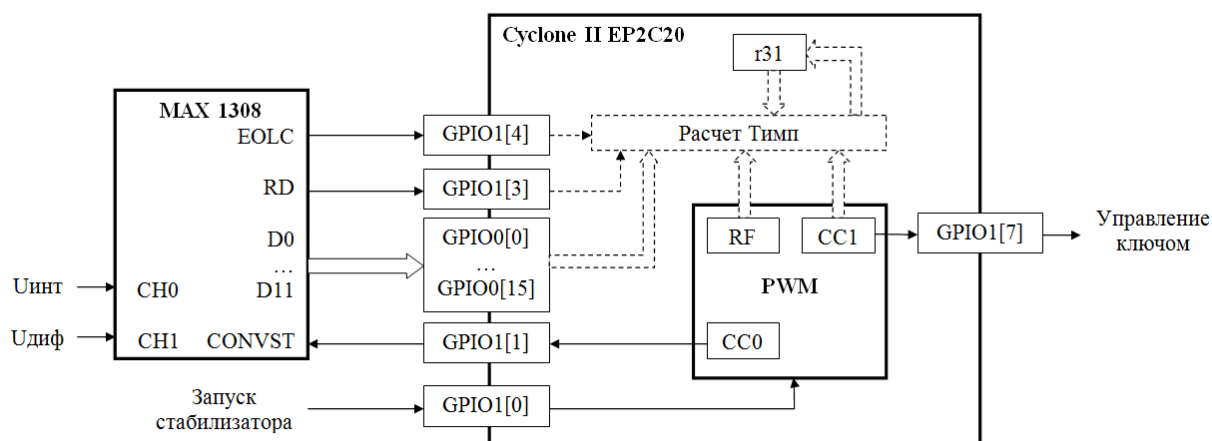 Cyclone II EP2C20
r31
MAX 1308
EOLC
GPIO1[4]
Расчет Тимп
RD
GPIO1[3]
D0
...
D11
GPIO0[0]
...
GPIO0[15]
RF
CC1
GPIO1[7]
Управление
ключом
PWM
Uинт
CH0
Uдиф
CH1
CONVST
GPIO1[1]
CC0
Запуск
стабилизатора
GPIO1[0]